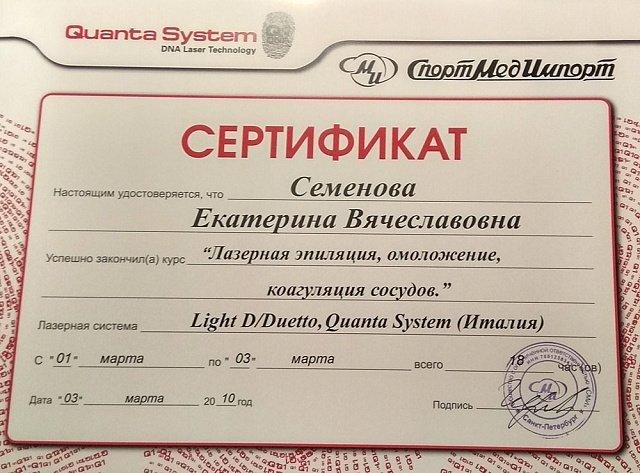 Quanta System
DNA Laser Technology
МИ СпортМедИмпорт
СЕРТИФИКАТ
Настоящим удостоверяется, что Семенова
Екатерина Вячеславовна
Успешно закончил(а) курс "Лазерная эпиляция, омоложение,
коагуляция сосудов."
Лазерная система Light D/Duetto, Quanta System (Италия)
С "01" марта по "03" марта всего 18 час (ов)
Дата "03" марта 2010 год
Подпись
МИ
Санкт-Петербург